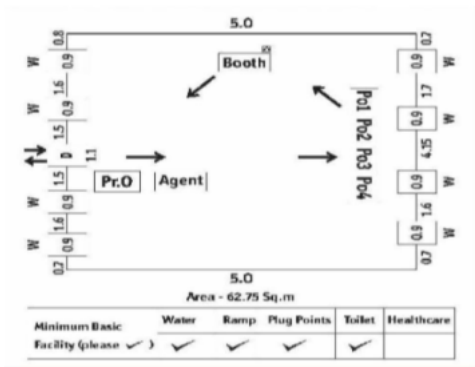 5.0
0.8
W 0.9
1.6
W 0.9
1.5
D 1.1
1.5
W 0.9
1.6
W 0.9
0.7
Booth
Pr.O Agent
Po1 Po2 Po3 Po4
0.7
0.9 W
1.7
0.9 W
4.15
0.9 W
1.6
0.9 W
0.7
5.0
Area - 62.75 Sq.m
Minimum Basic Facility (please ✓) Water Ramp Plug Points Toilet Healthcare
✓ ✓ ✓ ✓